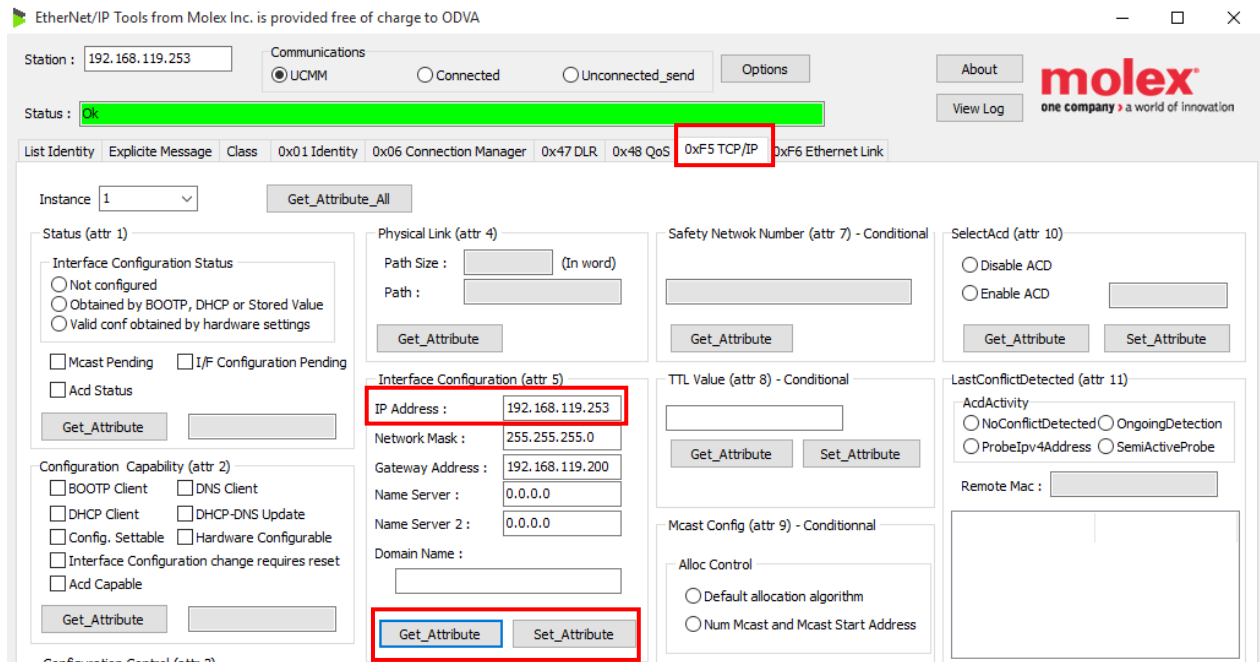 EtherNet/IP Tools from Molex Inc. is provided free of charge to ODVA
Station : 192.168.119.253
Communications
UCMM Connected Unconnected_send
Options
About
molex
one company > a world of innovation
Status : Ok
View Log
List Identity Explicite Message Class 0x01 Identity 0x06 Connection Manager 0x47 DLR 0x48 QoS 0xF5 TCP/IP 0xF6 Ethernet Link
Instance 1 Get_Attribute_All
Status (attr 1)
Interface Configuration Status
Not configured
Obtained by BOOTP, DHCP or Stored Value
Valid conf obtained by hardware settings
Mcast Pending I/F Configuration Pending
Acd Status
Get_Attribute
Configuration Capability (attr 2)
BOOTP Client DNS Client
DHCP Client DHCP-DNS Update
Config. Settable Hardware Configurable
Interface Configuration change requires reset
Acd Capable
Get_Attribute
Configuration Control (attr 3)
Physical Link (attr 4)
Path Size : (In word)
Path :
Get_Attribute
Interface Configuration (attr 5)
IP Address : 192.168.119.253
Network Mask : 255.255.255.0
Gateway Address : 192.168.119.200
Name Server : 0.0.0.0
Name Server 2 : 0.0.0.0
Domain Name :
Get_Attribute Set_Attribute
Safety Netwok Number (attr 7) - Conditional
Get_Attribute
TTL Value (attr 8) - Conditional
Get_Attribute Set_Attribute
Mcast Config (attr 9) - Conditionnal
Alloc Control
Default allocation algorithm
Num Mcast and Mcast Start Address
SelectAcd (attr 10)
Disable ACD
Enable ACD
Get_Attribute Set_Attribute
LastConflictDetected (attr 11)
AcdActivity
NoConflictDetected OngoingDetection
ProbeIpv4Address SemiActiveProbe
Remote Mac :